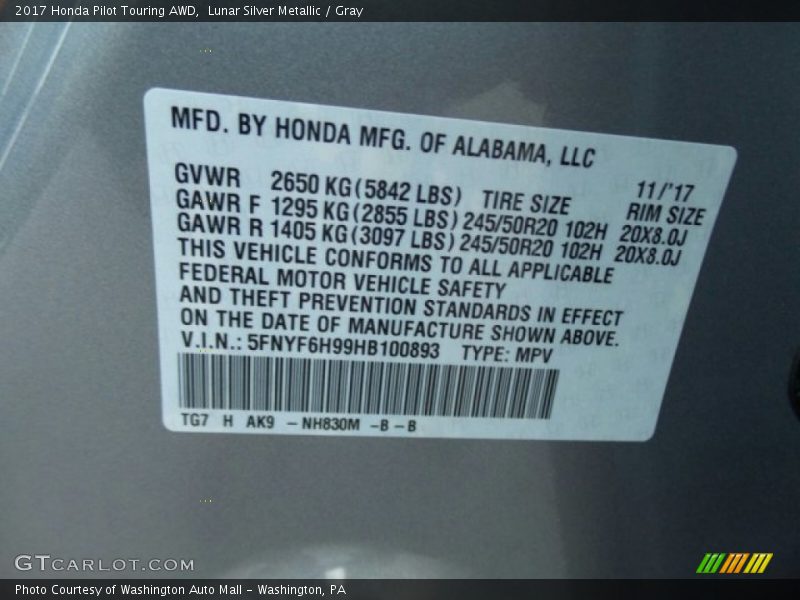 2017 Honda Pilot Touring AWD, Lunar Silver Metallic / Gray
MFD. BY HONDA MFG. OF ALABAMA, LLC
11/'17
GVWR 2650 KG(5842 LBS) TIRE SIZE RIM SIZE
GAWR F 1295 KG(2855 LBS) 245/50R20 102H 20X8.0J
GAWR R 1405 KG(3097 LBS) 245/50R20 102H 20X8.0J
THIS VEHICLE CONFORMS TO ALL APPLICABLE
FEDERAL MOTOR VEHICLE SAFETY
AND THEFT PREVENTION STANDARDS IN EFFECT
ON THE DATE OF MANUFACTURE SHOWN ABOVE.
V.I.N.: 5FNYF6H99HB100893 TYPE: MPV
TG7 H AK9 -NH830M -B-B
GTCARLOT.COM
Photo Courtesy of Washington Auto Mall - Washington, PA